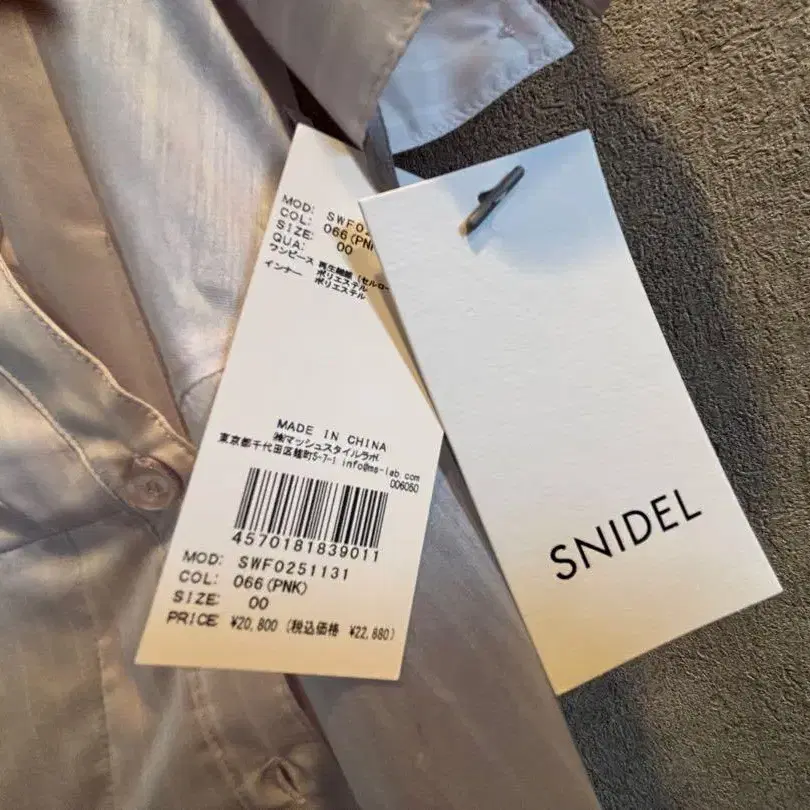 MOD: SWF02
COL: 066(PNK
SIZE: 00
QUA:
ワンピース 再生繊維(セルロー
ポリエステル
インナー ポリエステル
MADE IN CHINA
㈱マッシュスタイルラボ
東京都千代田区麹町5-7-1 info@ms-lab.com
006050
4570181839011
MOD: SWF0251131
COL: 066(PNK)
SIZE: 00
PRICE ¥20,800 (税込価格 ¥22,880)
SNIDEL